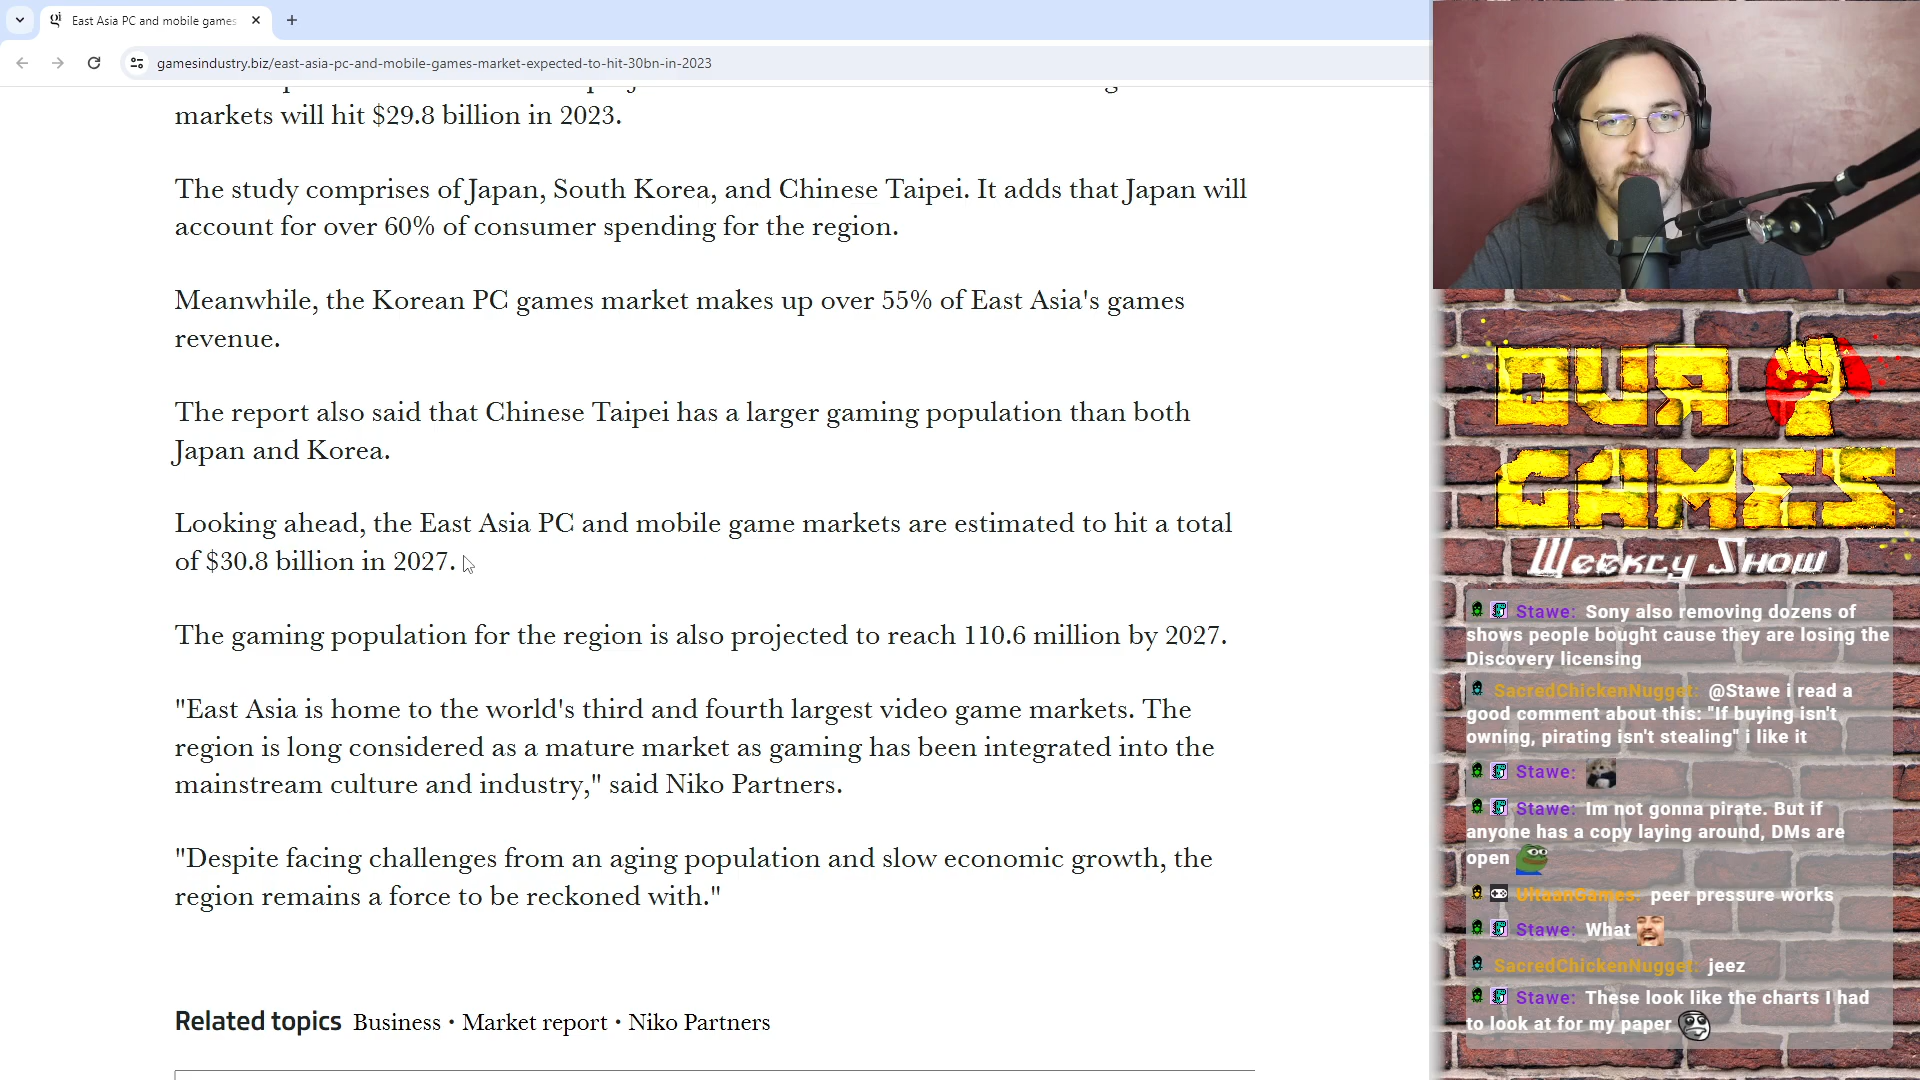 East Asia PC and mobile games
gamesindustry.biz/east-asia-pc-and-mobile-games-market-expected-to-hit-30bn-in-2023
markets will hit $29.8 billion in 2023.
The study comprises of Japan, South Korea, and Chinese Taipei. It adds that Japan will
account for over 60% of consumer spending for the region.
Meanwhile, the Korean PC games market makes up over 55% of East Asia's games
revenue.
The report also said that Chinese Taipei has a larger gaming population than both
Japan and Korea.
Looking ahead, the East Asia PC and mobile game markets are estimated to hit a total
of $30.8 billion in 2027.
The gaming population for the region is also projected to reach 110.6 million by 2027.
"East Asia is home to the world's third and fourth largest video game markets. The
region is long considered as a mature market as gaming has been integrated into the
mainstream culture and industry," said Niko Partners.
"Despite facing challenges from an aging population and slow economic growth, the
region remains a force to be reckoned with."
Related topics Business • Market report • Niko Partners
OUR
GAMES
Weekly Show
Stawe: Sony also removing dozens of
shows people bought cause they are losing the
Discovery licensing
SacredChickenNugget: @Stawe i read a
good comment about this: "If buying isn't
owning, pirating isn't stealing" i like it
Stawe:
Stawe: Im not gonna pirate. But if
anyone has a copy laying around, DMs are
open
UltuanGames: peer pressure works
Stawe: What
SacredChickenNugget: jeez
Stawe: These look like the charts I had
to look at for my paper